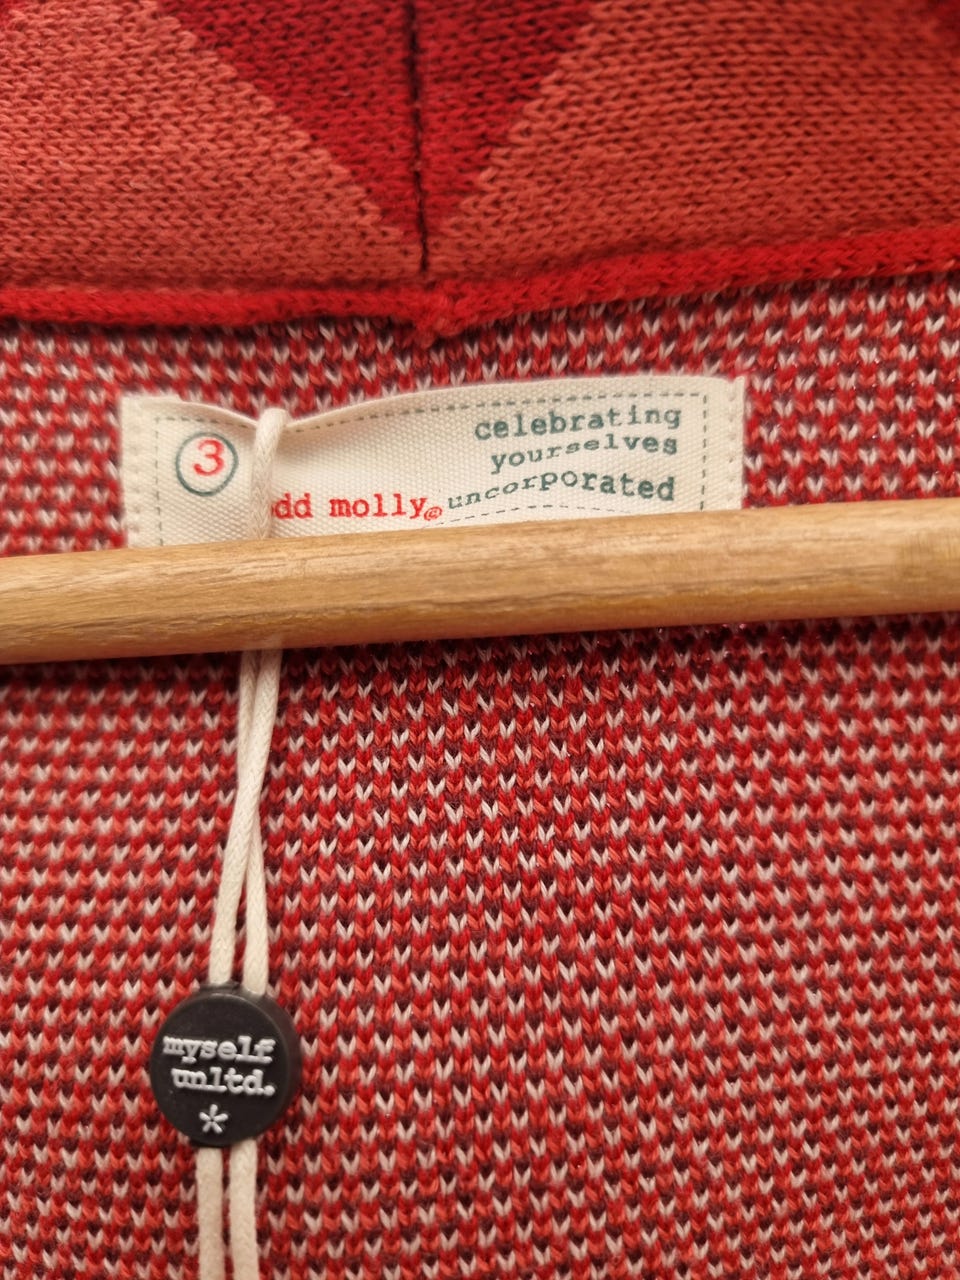 3
celebrating
yourselves
dd molly@ uncorporated
myself
unltd.
*